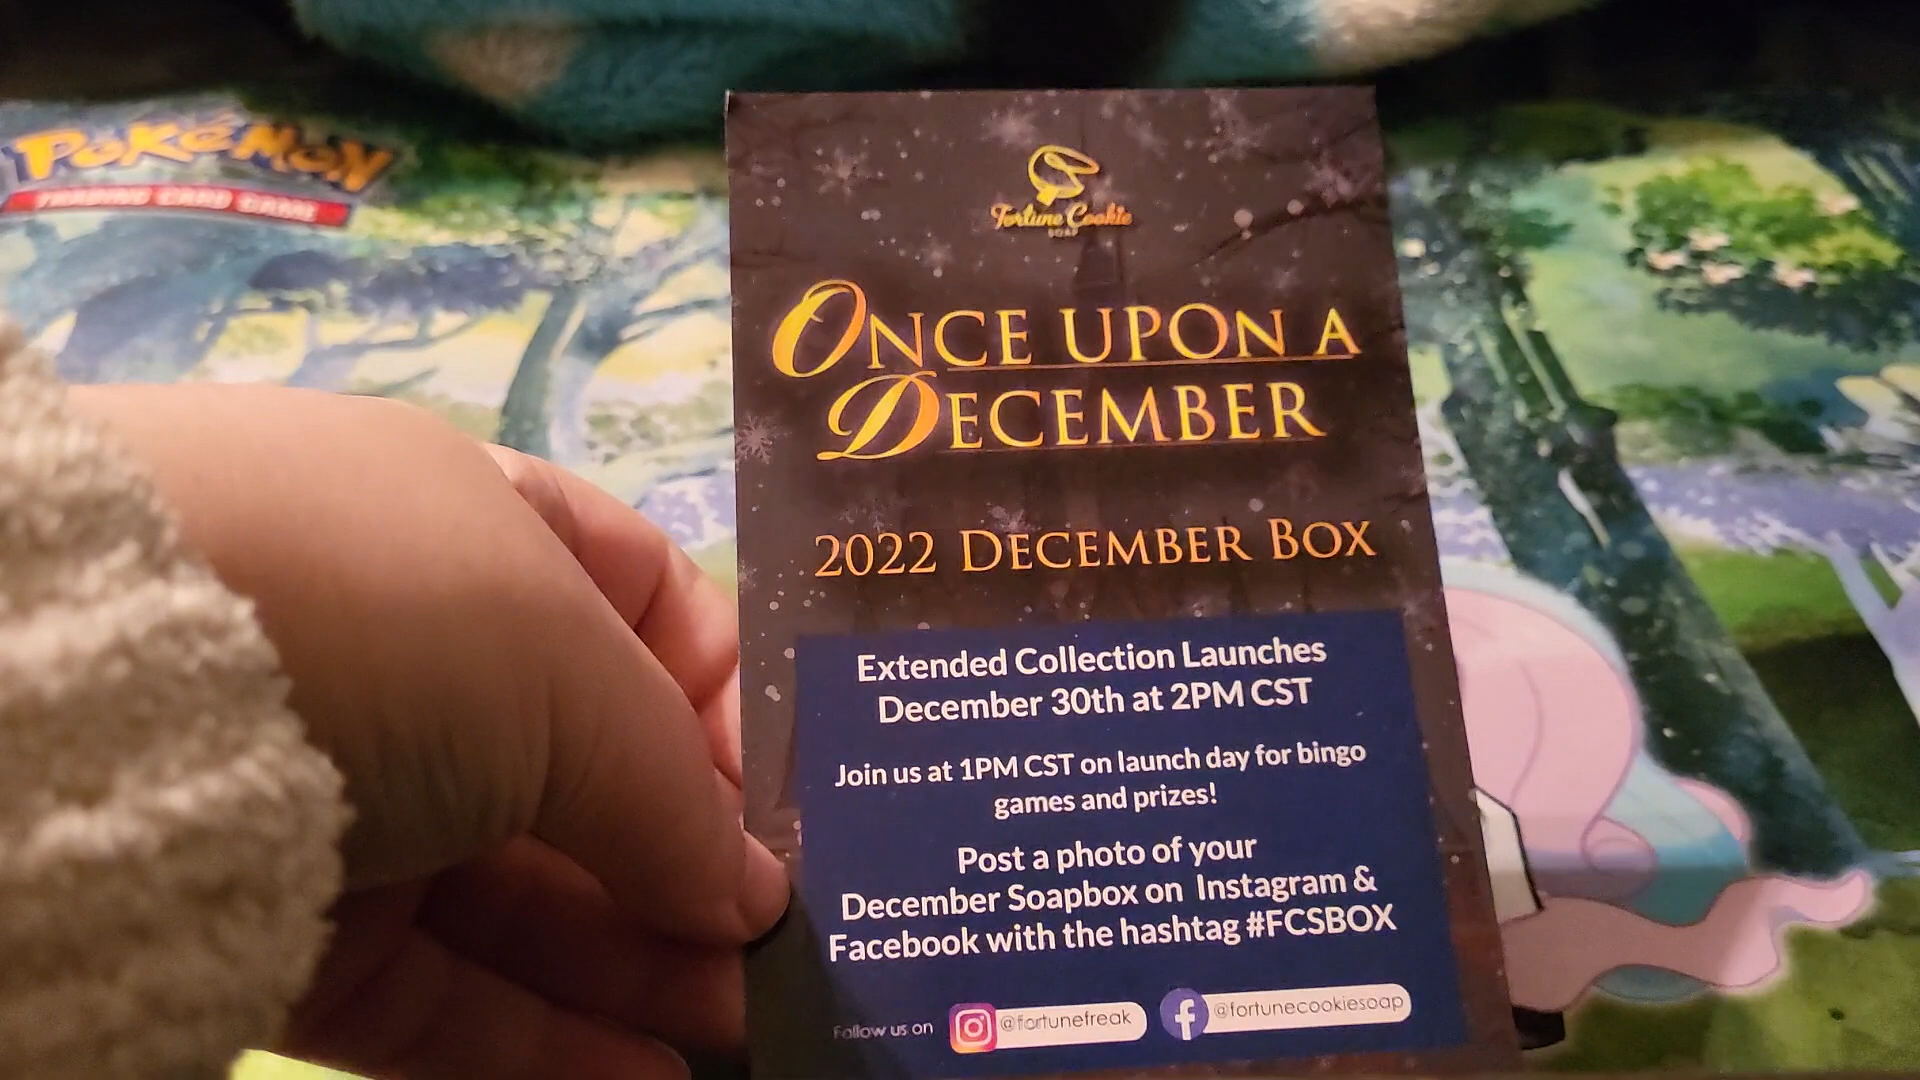 Pokémon
TRADING CARD GAME
Fortune Cookie
SOAP
ONCE UPON A
DECEMBER
2022 DECEMBER BOX
Extended Collection Launches
December 30th at 2PM CST
Join us at 1PM CST on launch day for bingo
games and prizes!
Post a photo of your
December Soapbox on Instagram &
Facebook with the hashtag #FCSBOX
Follow us on @fortunefreak @fortunecookiesoap